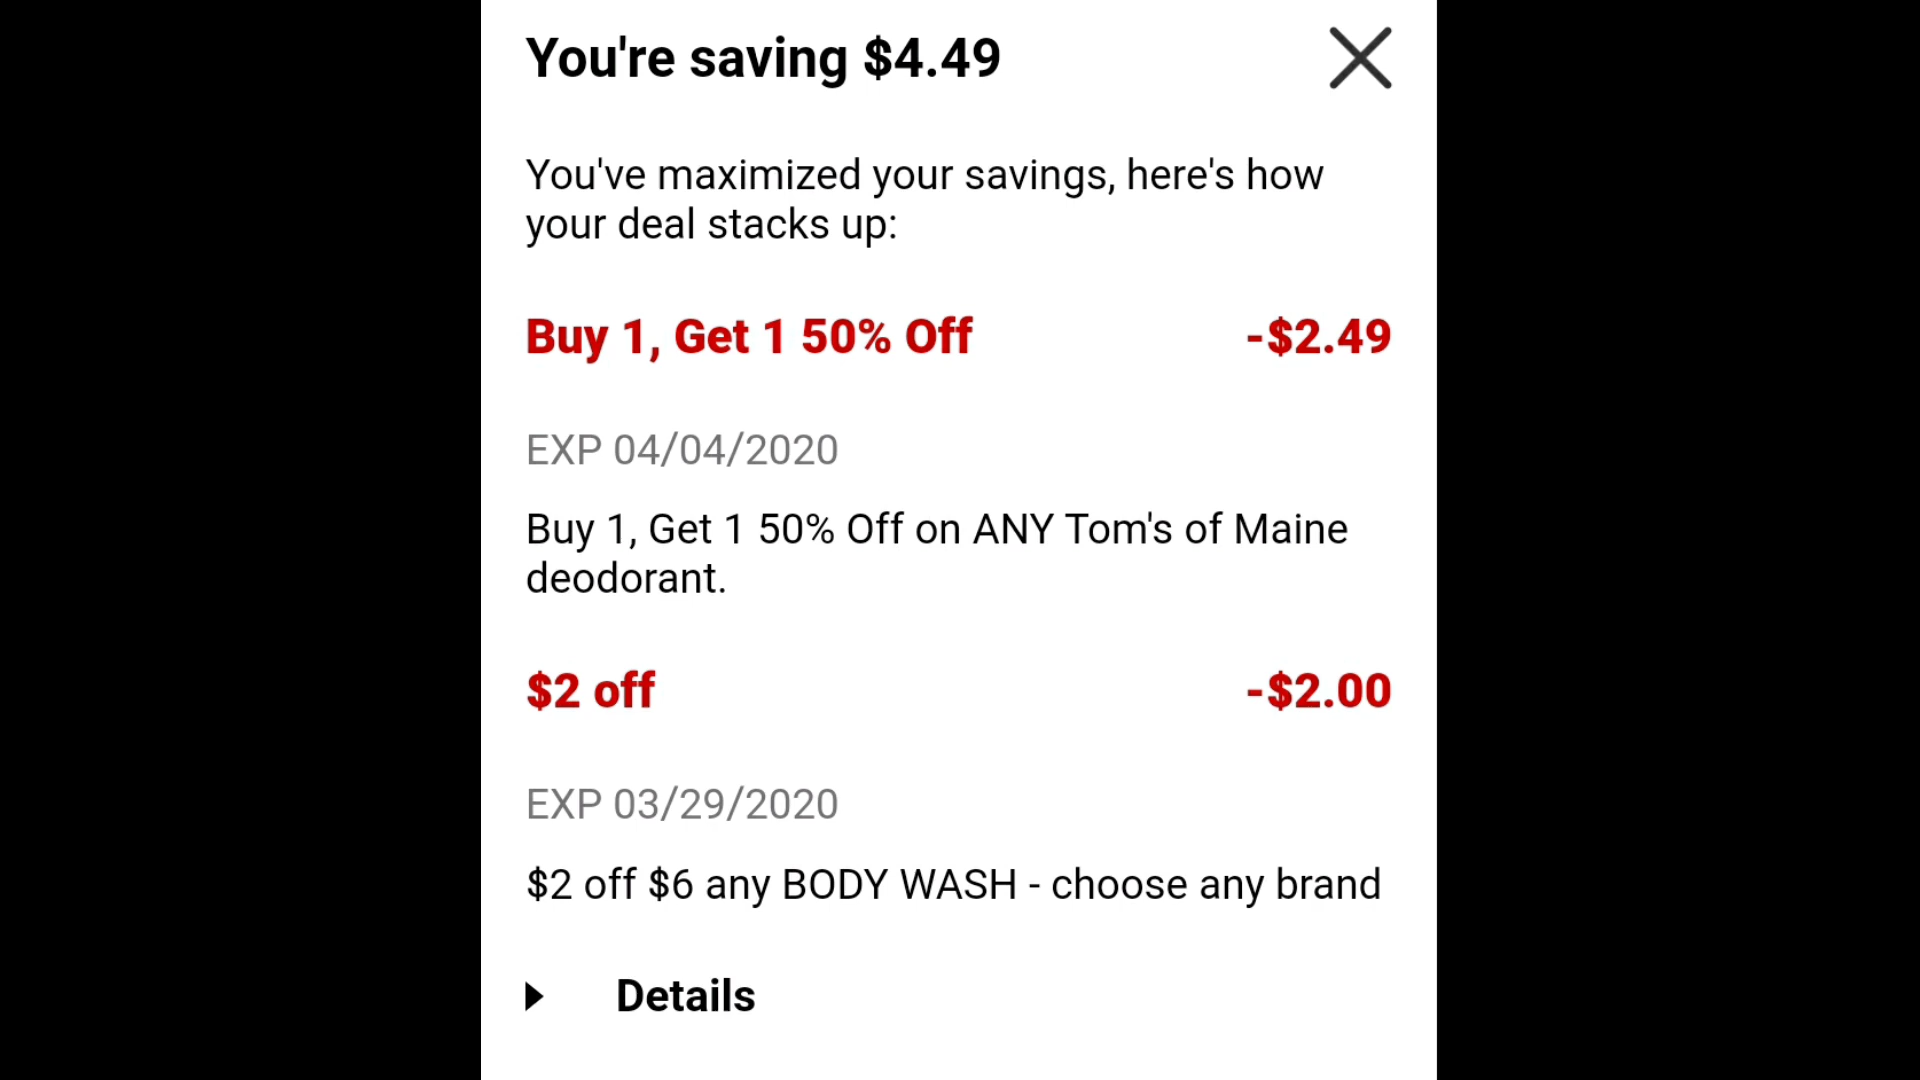 You're saving $4.49
You've maximized your savings, here's how
your deal stacks up:
Buy 1, Get 1 50% Off -$2.49
EXP 04/04/2020
Buy 1, Get 1 50% Off on ANY Tom's of Maine
deodorant.
$2 off -$2.00
EXP 03/29/2020
$2 off $6 any BODY WASH - choose any brand
Details